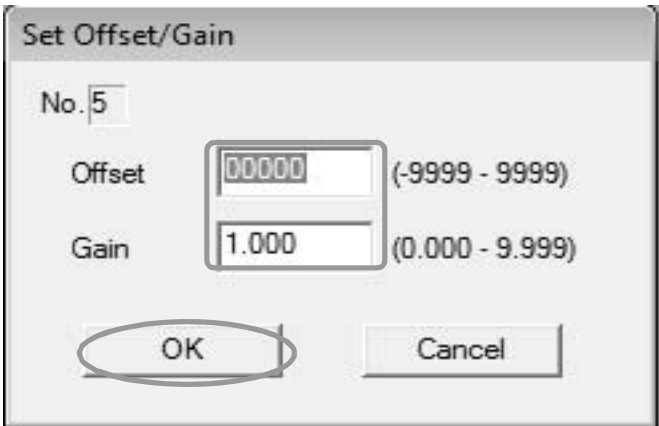 Set Offset/Gain
No. 5
Offset 00000 (-9999 - 9999)
Gain 1.000 (0.000 - 9.999)
OK Cancel